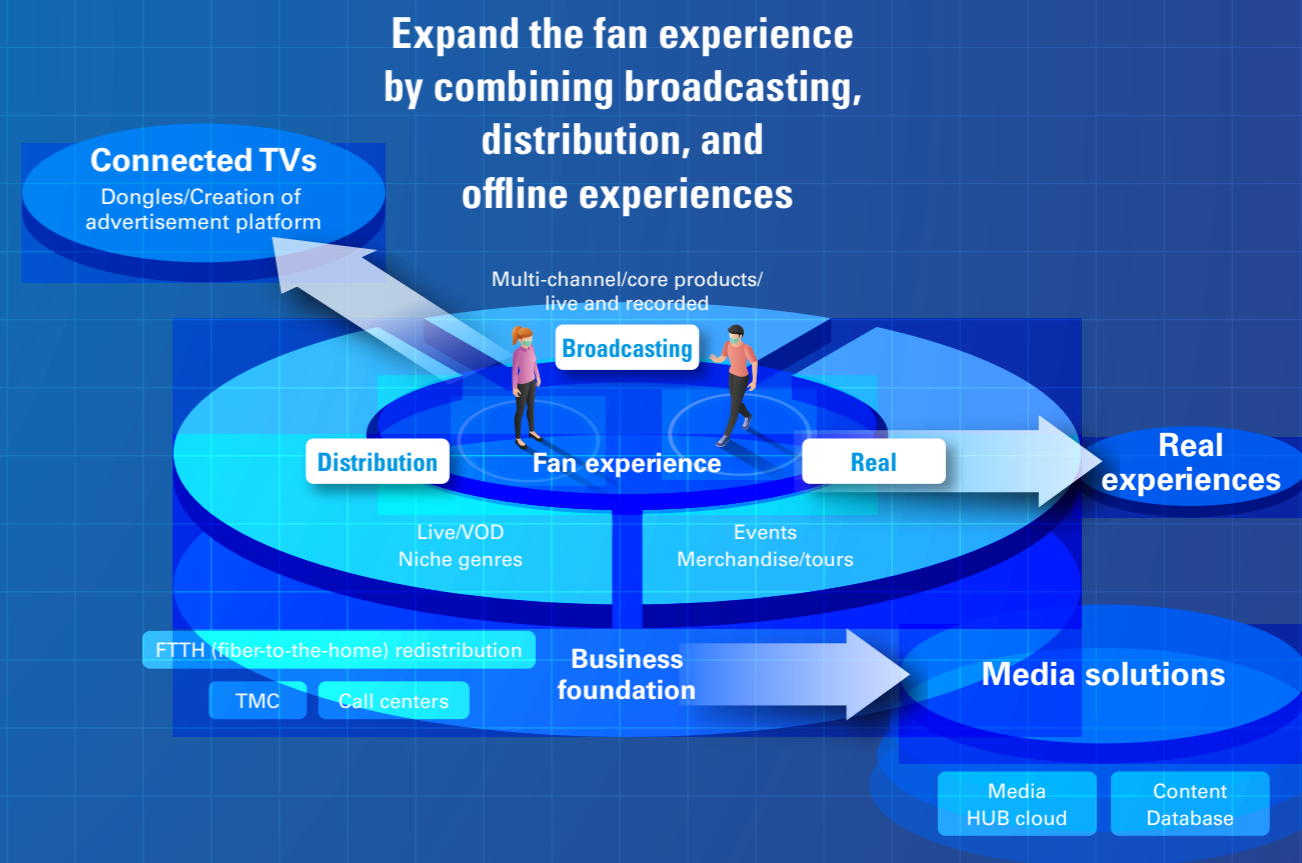 Expand the fan experience
by combining broadcasting,
distribution, and
offline experiences
Connected TVs
Dongles/Creation of
advertisement platform
Multi-channel/core products/
live and recorded
Broadcasting
Distribution
Fan experience
Real
Real
experiences
Live/VOD
Niche genres
Events
Merchandise/tours
FTTH (fiber-to-the-home) redistribution
TMC
Call centers
Business
foundation
Media solutions
Media
HUB cloud
Content
Database